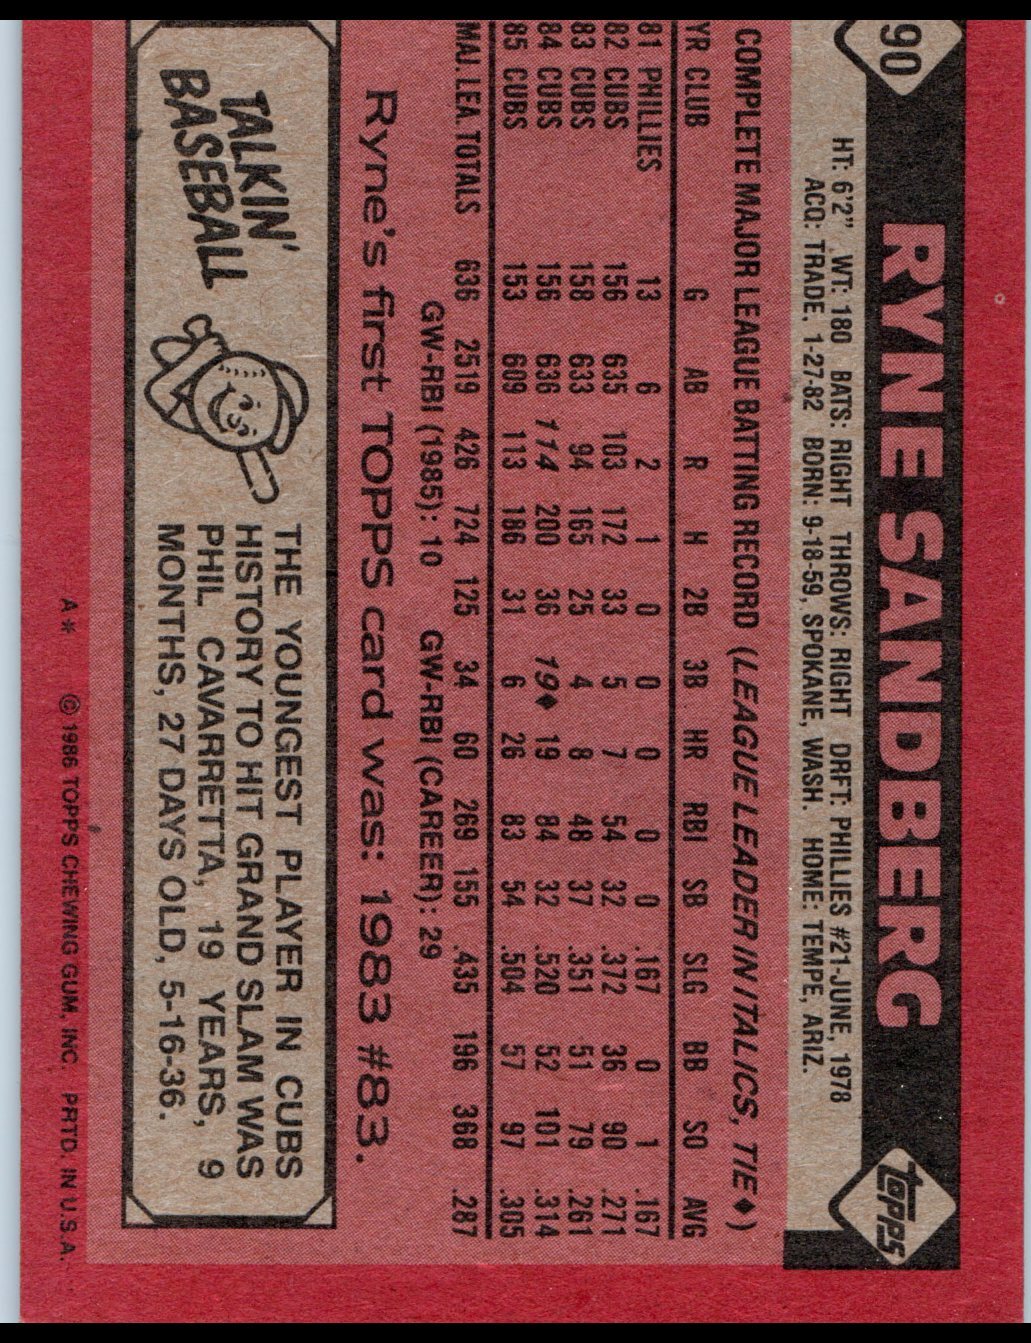 90
RYNE SANDBERG
topps
HT: 6'2" WT: 180 BATS: RIGHT THROWS: RIGHT DRFT: PHILLIES #21-JUNE, 1978
ACQ: TRADE, 1-27-82 BORN: 9-18-59, SPOKANE, WASH. HOME: TEMPE, ARIZ.
COMPLETE MAJOR LEAGUE BATTING RECORD (LEAGUE LEADER IN ITALICS, TIE♦)
YR CLUB G AB R H 2B 3B HR RBI SB SLG BB SO AVG
81 PHILLIES 13 6 2 1 0 0 0 0 0 .167 0 1 .167
82 CUBS 156 635 103 172 33 5 7 54 32 .372 36 90 .271
83 CUBS 158 633 94 165 25 4 8 48 37 .351 51 79 .261
84 CUBS 156 636 114 200 36 19♦ 19 84 32 .520 52 101 .314
85 CUBS 153 609 113 186 31 6 26 83 54 .504 57 97 .305
MAJ. LEA. TOTALS 636 2519 426 724 125 34 60 269 155 .435 196 368 .287
GW-RBI (1985): 10 GW-RBI (CAREER): 29
Ryne's first TOPPS card was: 1983 #83.
TALKIN'
BASEBALL
THE YOUNGEST PLAYER IN CUBS
HISTORY TO HIT GRAND SLAM WAS
PHIL CAVARRETTA, 19 YEARS, 9
MONTHS, 27 DAYS OLD, 5-16-36.
A* © 1986 TOPPS CHEWING GUM, INC. PRTD. IN U.S.A.